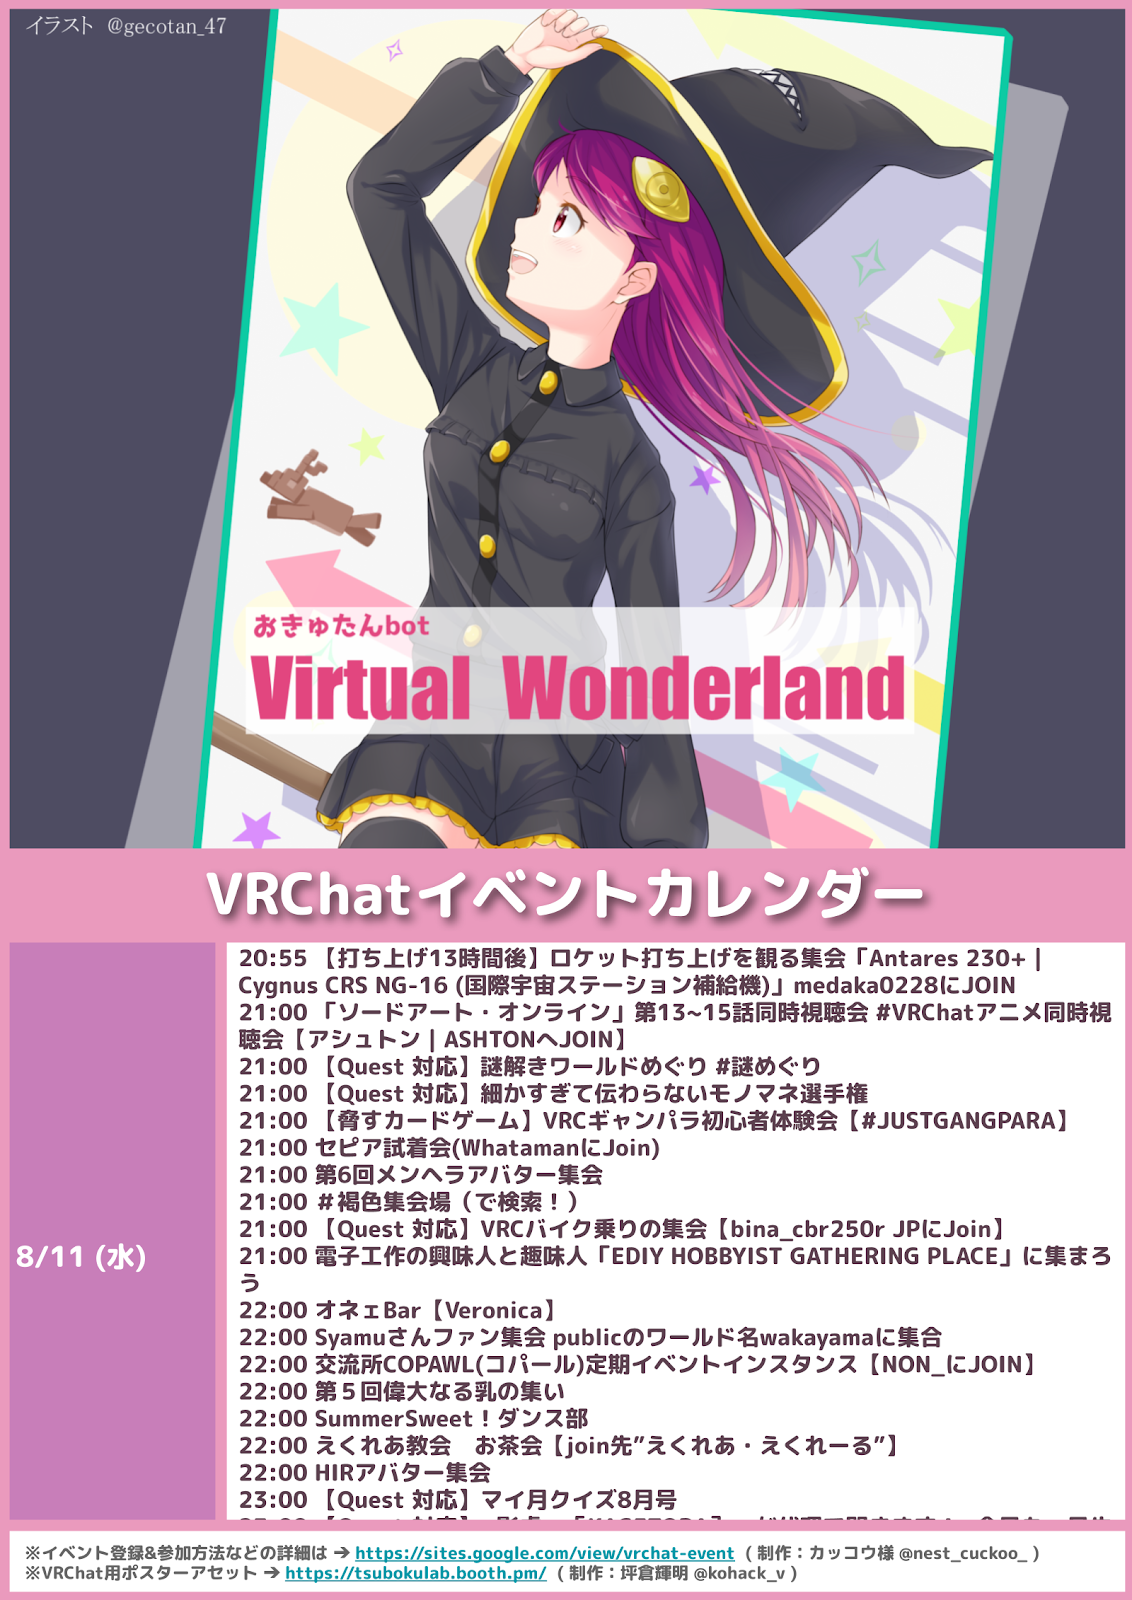 イラスト @gecotan_47
おきゅたんbot
Virtual Wonderland
VRChatイベントカレンダー
8/11 (水)
20:55 【打ち上げ13時間後】ロケット打ち上げを観る集会「Antares 230+ |
Cygnus CRS NG-16 (国際宇宙ステーション補給機)」medaka0228にJOIN
21:00 「ソードアート・オンライン」第13~15話同時視聴会 #VRChatアニメ同時視
聴会【アシュトン | ASHTONへJOIN】
21:00 【Quest 対応】謎解きワールドめぐり #謎めぐり
21:00 【Quest 対応】細かすぎて伝わらないモノマネ選手権
21:00 【脅すカードゲーム】VRCギャンパラ初心者体験会【#JUSTGANGPARA】
21:00 セピア試着会(WhatamanにJoin)
21:00 第6回メンヘラアバター集会
21:00 ＃褐色集会場（で検索！）
21:00 【Quest 対応】VRCバイク乗りの集会【bina_cbr250r JPにJoin】
21:00 電子工作の興味人と趣味人「EDIY HOBBYIST GATHERING PLACE」に集まろ
う
22:00 オネェBar【Veronica】
22:00 Syamuさんファン集会 publicのワールド名wakayamaに集合
22:00 交流所COPAWL(コパール)定期イベントインスタンス【NON_にJOIN】
22:00 第５回偉大なる乳の集い
22:00 SummerSweet！ダンス部
22:00 えくれあ教会　お茶会【join先”えくれあ・えくれーる”】
22:00 HIRアバター集会
23:00 【Quest 対応】マイ月クイズ8月号
※イベント登録&参加方法などの詳細は ➔ https://sites.google.com/view/vrchat-event （ 制作：カッコウ様 @nest_cuckoo_ ）
※VRChat用ポスターアセット ➔ https://tsubokulab.booth.pm/ （ 制作：坪倉輝明 @kohack_v ）